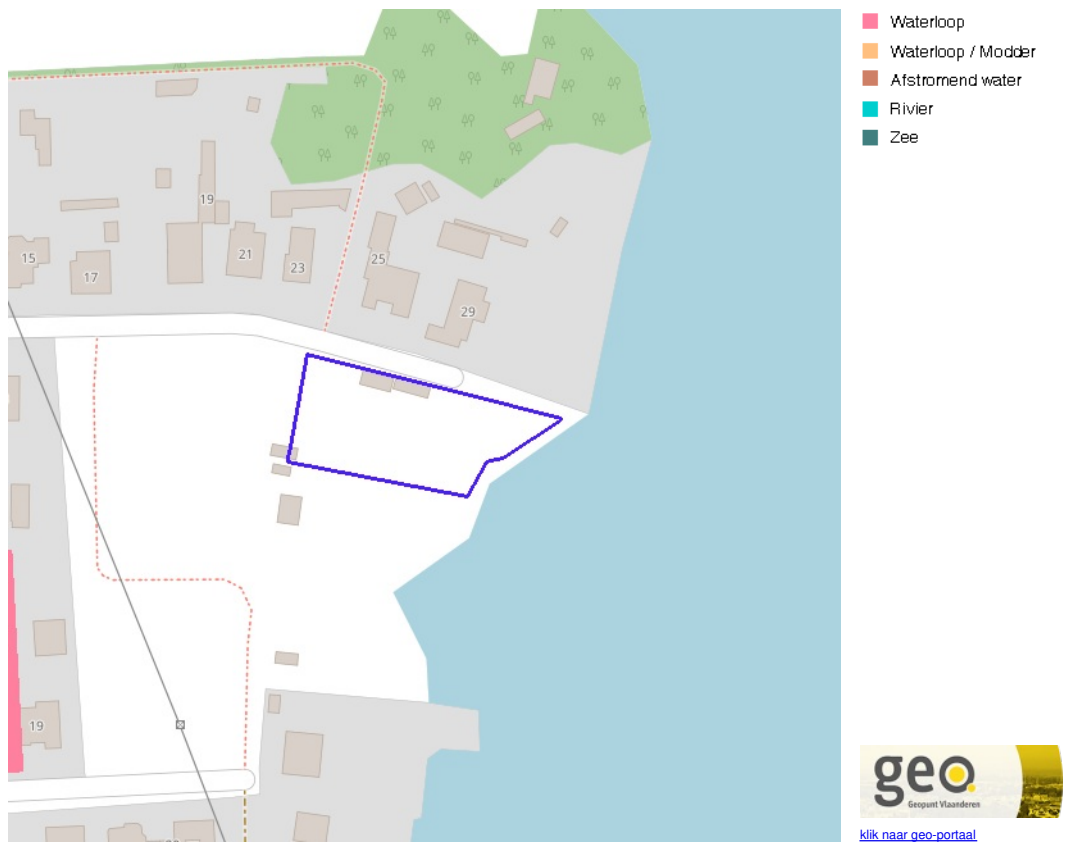 Waterloop
Waterloop / Modder
Afstromend water
Rivier
Zee
19
15
17
21
23
25
29
19
geo.
Geopunt Vlaanderen
klik naar geo-portaal